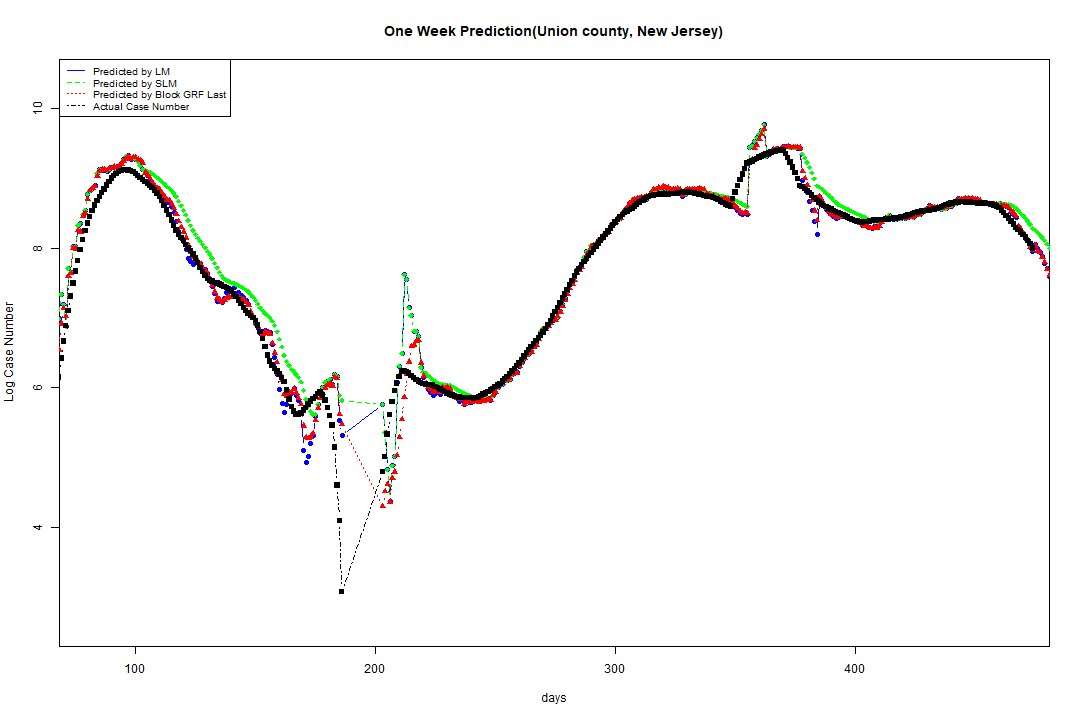 One Week Prediction(Union county, New Jersey)
Predicted by LM
Predicted by SLM
Predicted by Block GRF Last
Actual Case Number
Log Case Number
10
8
6
4
100
200
300
400
days